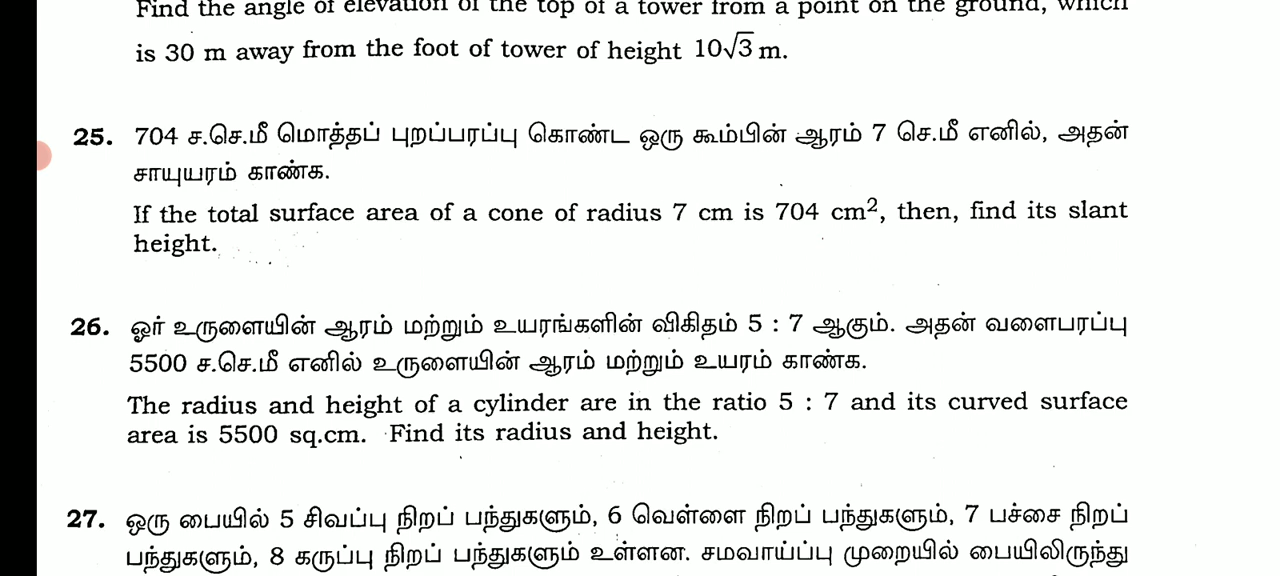 Find the angle of elevation of the top of a tower from a point on the ground, which
is 30 m away from the foot of tower of height 10√3 m.
25. 704 ச.செ.மீ மொத்தப் புறப்பரப்பு கொண்ட ஒரு கூம்பின் ஆரம் 7 செ.மீ எனில், அதன்
சாயுயரம் காண்க.
If the total surface area of a cone of radius 7 cm is 704 cm², then, find its slant
height.
26. ஓர் உருளையின் ஆரம் மற்றும் உயரங்களின் விகிதம் 5 : 7 ஆகும். அதன் வளைபரப்பு
5500 ச.செ.மீ எனில் உருளையின் ஆரம் மற்றும் உயரம் காண்க.
The radius and height of a cylinder are in the ratio 5 : 7 and its curved surface
area is 5500 sq.cm. Find its radius and height.
27. ஒரு பையில் 5 சிவப்பு நிறப் பந்துகளும், 6 வெள்ளை நிறப் பந்துகளும், 7 பச்சை நிறப்
பந்துகளும், 8 கருப்பு நிறப் பந்துகளும் உள்ளன. சமவாய்ப்பு முறையில் பையிலிருந்து